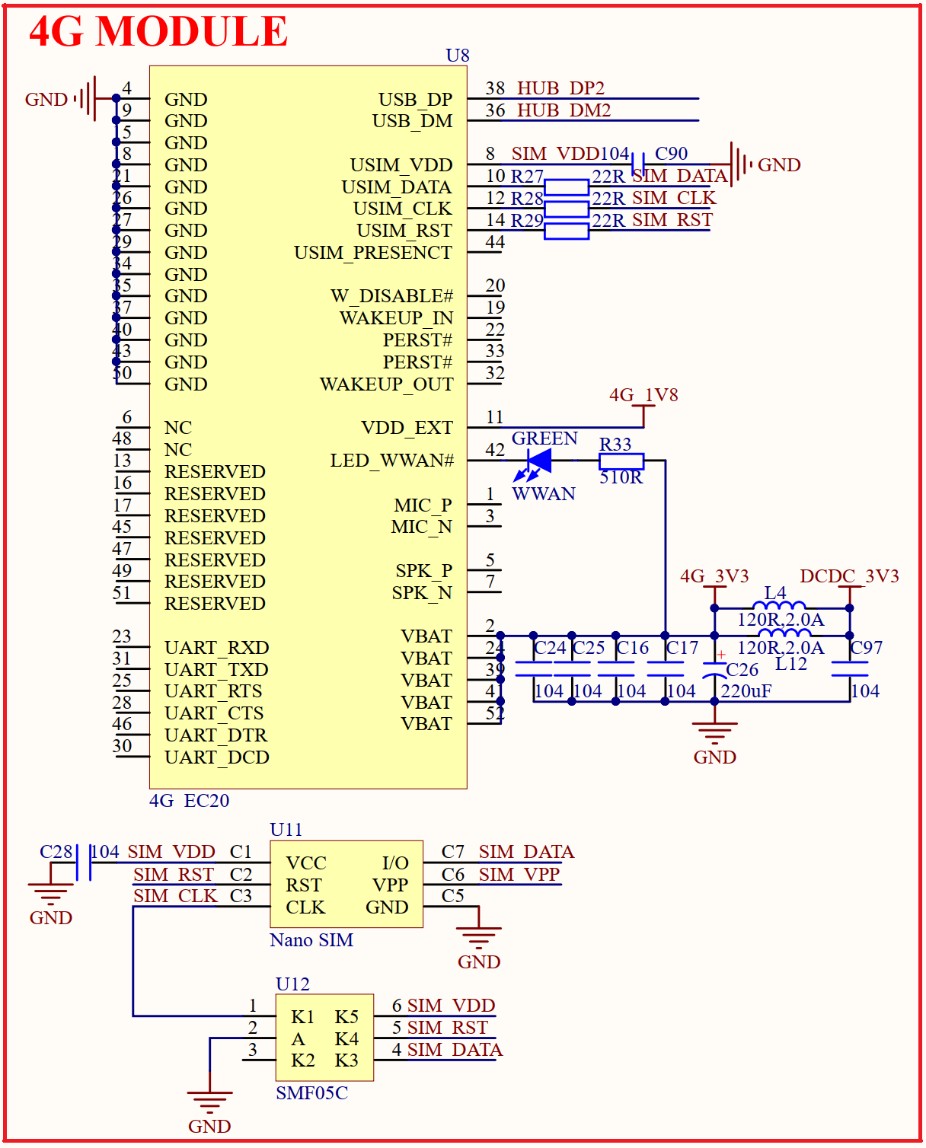 4G MODULE
U8
GND 4 GND USB_DP 38 HUB_DP2
9 GND USB_DM 36 HUB_DM2
15 GND
18 GND USIM_VDD 8 SIM_VDD 104 C90 GND
21 GND USIM_DATA 10 R27 22R SIM_DATA
26 GND USIM_CLK 12 R28 22R SIM_CLK
27 GND USIM_RST 14 R29 22R SIM_RST
29 GND USIM_PRESENCT 44
34 GND
35 GND W_DISABLE# 20
37 GND WAKEUP_IN 19
40 GND PERST# 22
43 GND PERST# 33
50 GND WAKEUP_OUT 32
4G_1V8
6 NC VDD_EXT 11
48 NC GREEN R33
13 RESERVED LED_WWAN# 42 510R
16 RESERVED WWAN
17 RESERVED MIC_P 1
45 RESERVED MIC_N 3
47 RESERVED
49 RESERVED SPK_P 5
51 RESERVED SPK_N 7
4G_3V3 DCDC_3V3
L4
120R,2.0A
23 UART_RXD VBAT 2
31 UART_TXD VBAT 24 C24 C25 C16 C17 120R,2.0A C97
L12
+
C26
25 UART_RTS VBAT 39
28 UART_CTS VBAT 41 104 104 104 104 220uF 104
46 UART_DTR VBAT 52
30 UART_DCD
GND
4G_EC20
U11
C28 104 SIM_VDD C1 VCC I/O C7 SIM_DATA
SIM_RST C2 RST VPP C6 SIM_VPP
SIM_CLK C3 CLK GND C5
GND
Nano SIM
GND
U12
1 K1 K5 6 SIM_VDD
2 A K4 5 SIM_RST
3 K2 K3 4 SIM_DATA
SMF05C
GND